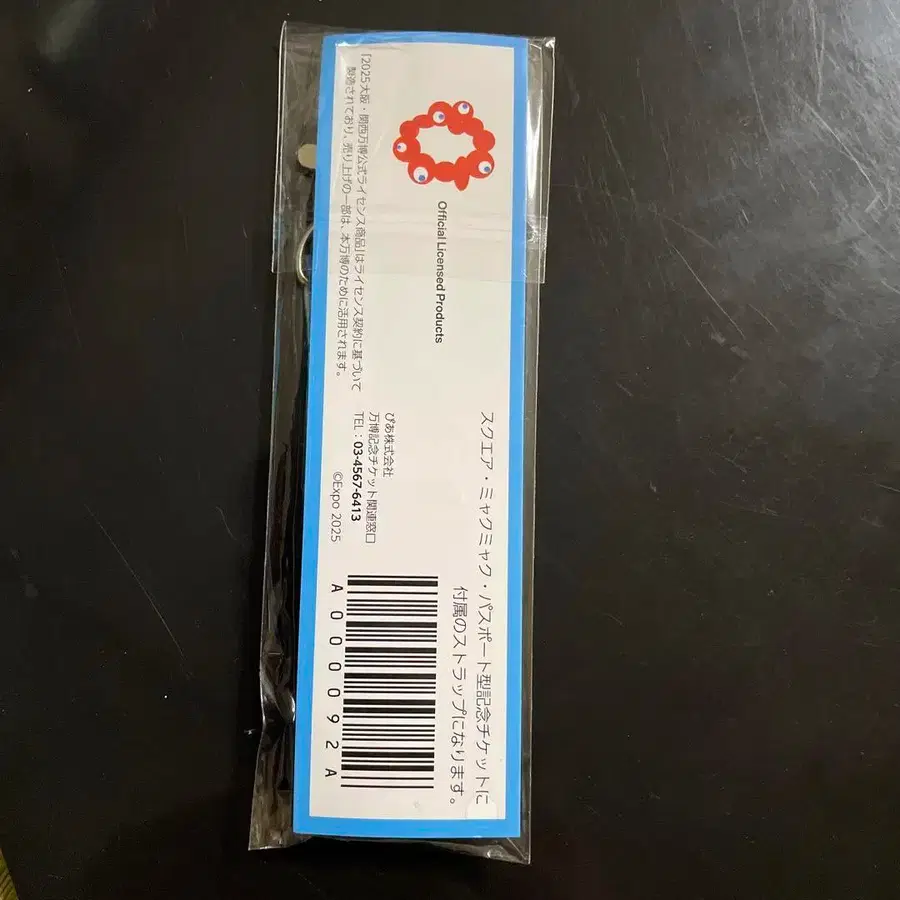 スクエア・ミャクミャク・パスポート型記念チケットに
付属のストラップになります。
Official Licensed Products
「2025大阪・関西万博公式ライセンス商品」はライセンス契約に基づいて
製造されており、売り上げの一部は、本万博のために活用されます。
ぴあ株式会社
万博記念チケット関連窓口
TEL：03-4567-6413
©Expo 2025
A000092A